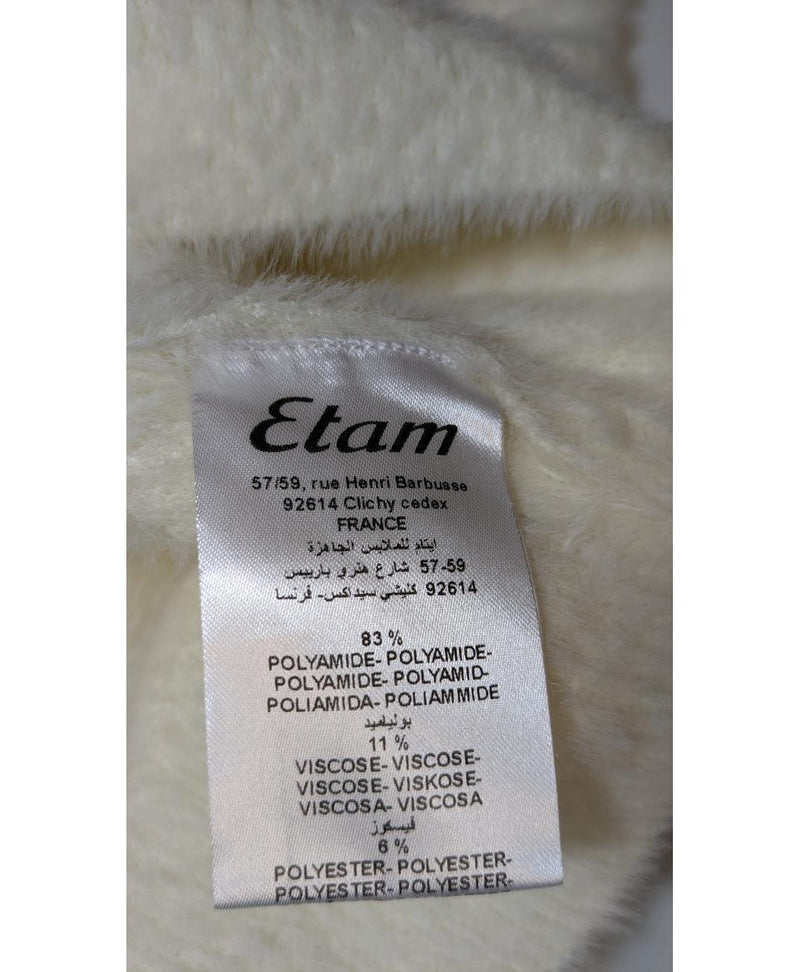 Etam
57/59, rue Henri Barbusse
92614 Clichy cedex
FRANCE
ايتام للملابس الجاهزة
57-59 شارع هنرو باربيس
92614 كليشي سيداكس- فرنسا
83 %
POLYAMIDE- POLYAMIDE-
POLYAMIDE- POLYAMID-
POLIAMIDA- POLIAMMIDE
بوليلميد
11 %
VISCOSE- VISCOSE-
VISCOSE- VISKOSE-
VISCOSA- VISCOSA
فيسكوز
6 %
POLYESTER- POLYESTER-
POLYESTER- POLYESTER-